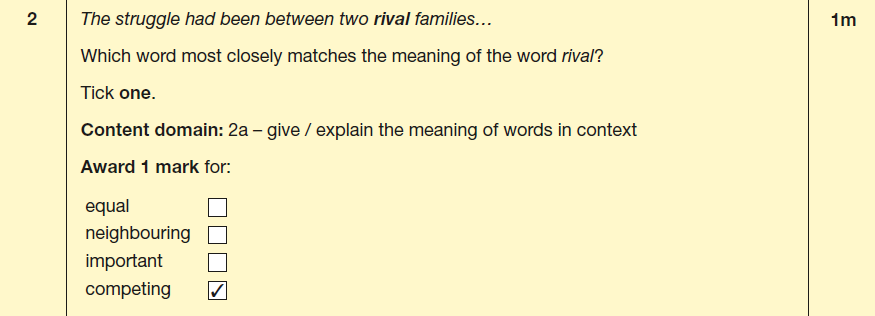 2 The struggle had been between two rival families… 1m
Which word most closely matches the meaning of the word rival?
Tick one.
Content domain: 2a – give / explain the meaning of words in context
Award 1 mark for:
equal
neighbouring
important
competing ✓